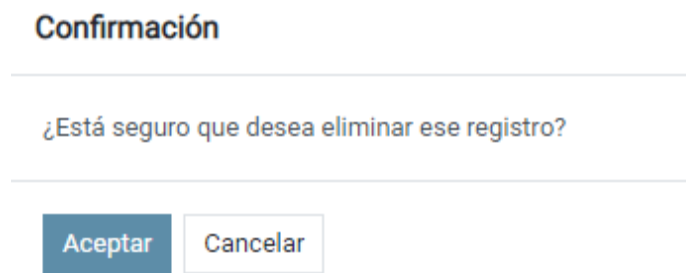 Confirmación
¿Está seguro que desea eliminar ese registro?
Aceptar Cancelar